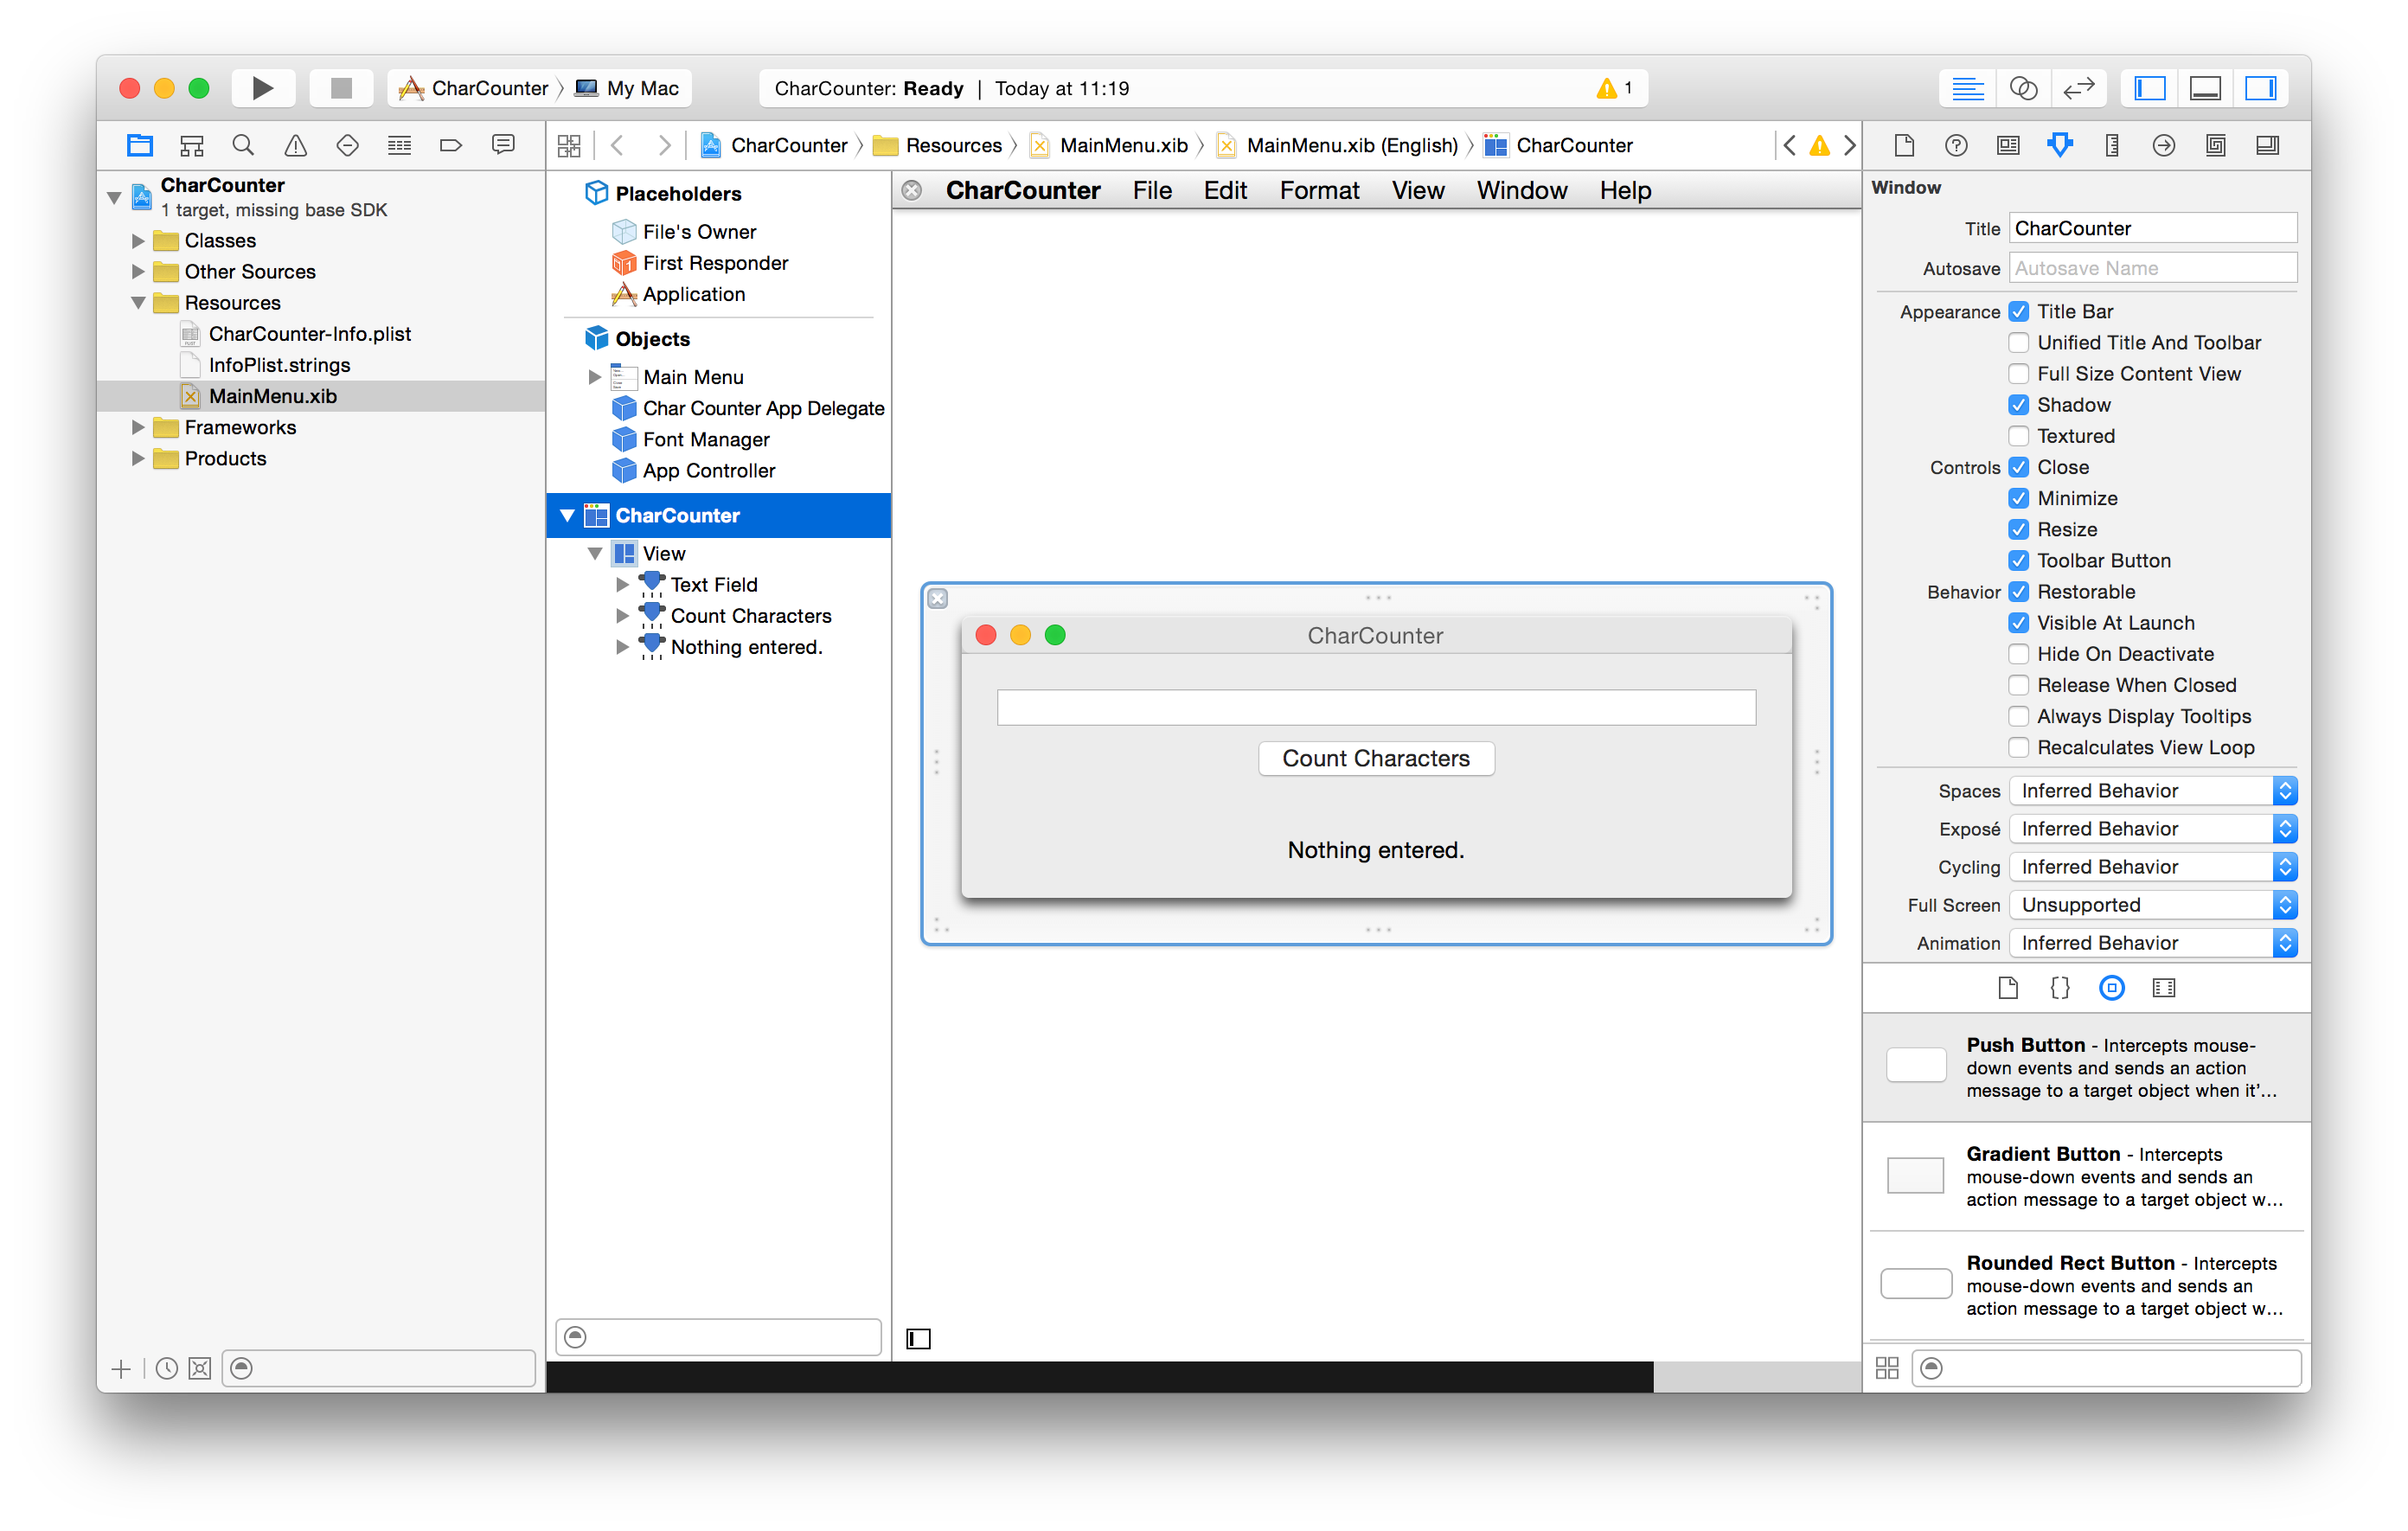 CharCounter My Mac
CharCounter: Ready | Today at 11:19
1
CharCounter
1 target, missing base SDK
Classes
Other Sources
Resources
CharCounter-Info.plist
InfoPlist.strings
MainMenu.xib
Frameworks
Products
CharCounter Resources MainMenu.xib MainMenu.xib (English) CharCounter
Placeholders
File's Owner
First Responder
Application
Objects
Main Menu
Char Counter App Delegate
Font Manager
App Controller
CharCounter
View
Text Field
Count Characters
Nothing entered.
CharCounter File Edit Format View Window Help
CharCounter
Count Characters
Nothing entered.
Window
Title CharCounter
Autosave Autosave Name
Appearance Title Bar
Unified Title And Toolbar
Full Size Content View
Shadow
Textured
Controls Close
Minimize
Resize
Toolbar Button
Behavior Restorable
Visible At Launch
Hide On Deactivate
Release When Closed
Always Display Tooltips
Recalculates View Loop
Spaces Inferred Behavior
Exposé Inferred Behavior
Cycling Inferred Behavior
Full Screen Unsupported
Animation Inferred Behavior
Push Button - Intercepts mouse-
down events and sends an action
message to a target object when it'...
Gradient Button - Intercepts
mouse-down events and sends an
action message to a target object w...
Rounded Rect Button - Intercepts
mouse-down events and sends an
action message to a target object w...